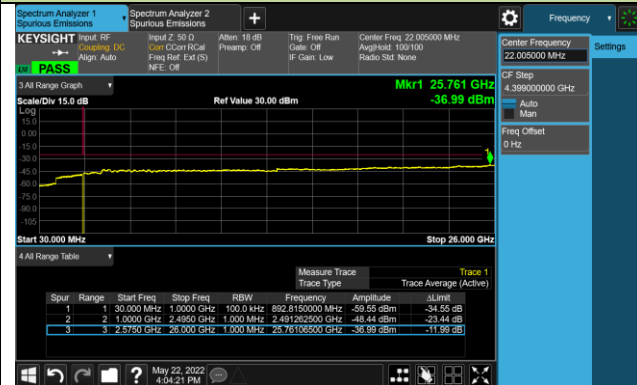 Spectrum Analyzer 1
Spurious Emissions
Spectrum Analyzer 2
Spurious Emissions
Frequency
KEYSIGHT
Input: RF
Coupling: DC
Align: Auto
Input Z: 50 Ω
Corr CCorr RCal
Freq Ref: Ext (S)
NFE: Off
Atten: 18 dB
Preamp: Off
Trig: Free Run
Gate: Off
IF Gain: Low
Center Freq: 22.005000 MHz
Avg|Hold: 100/100
Radio Std: None
PASS
Center Frequency
22.005000 MHz
Settings
CF Step
4.399000000 GHz
Auto
Man
Freq Offset
0 Hz
3 All Range Graph
Mkr1 25.761 GHz
Scale/Div 15.0 dB
Ref Value 30.00 dBm
-36.99 dBm
Log
15.0
0.00
-15.0
-30.0
-45.0
-60.0
-75.0
-90.0
-105
1
Start 30.000 MHz
Stop 26.000 GHz
4 All Range Table
Measure Trace Trace 1
Trace Type Trace Average (Active)
Spur Range Start Freq Stop Freq RBW Frequency Amplitude ΔLimit
1 1 30.000 MHz 1.0000 GHz 100.0 kHz 892.8150000 MHz -59.55 dBm -34.55 dB
2 2 1.0000 GHz 2.4950 GHz 1.000 MHz 2.491262500 GHz -48.44 dBm -23.44 dB
3 3 2.5750 GHz 26.000 GHz 1.000 MHz 25.76106500 GHz -36.99 dBm -11.99 dB
?
May 22, 2022
4:04:21 PM